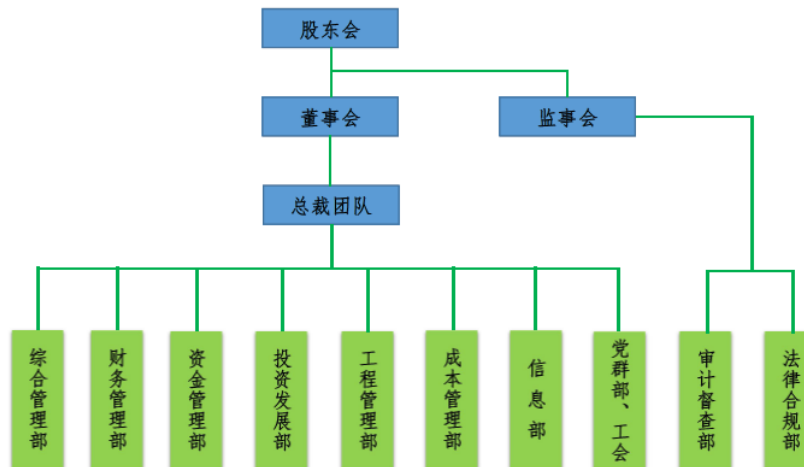 股东会
董事会
监事会
总裁团队
综合管理部
财务管理部
资金管理部
投资发展部
工程管理部
成本管理部
信息部
党群部、工会
审计督查部
法律合规部